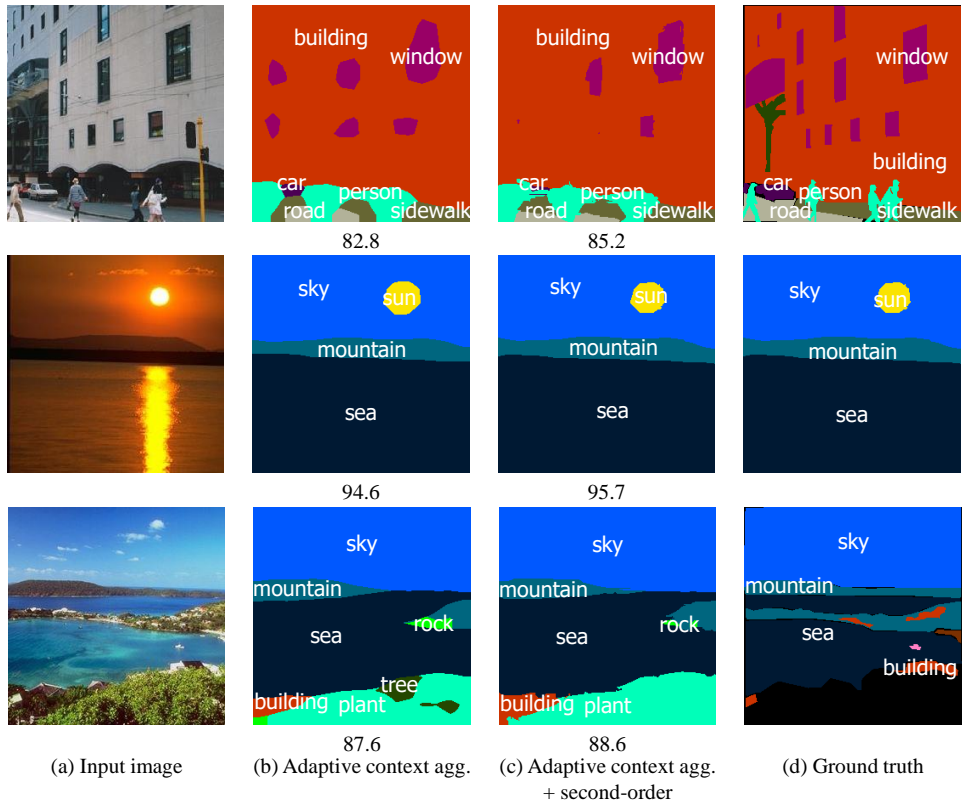 building
window
car
person
road
sidewalk
building
window
car
person
road
sidewalk
building
car
person
road
sidewalk
82.8
85.2
sky
sun
mountain
sea
sky
sun
mountain
sea
sky
sun
mountain
sea
94.6
95.7
sky
mountain
sea
rock
tree
building
plant
sky
mountain
sea
rock
building
plant
sky
mountain
sea
building
87.6
88.6
(a) Input image
(b) Adaptive context agg.
(c) Adaptive context agg.
+ second-order
(d) Ground truth